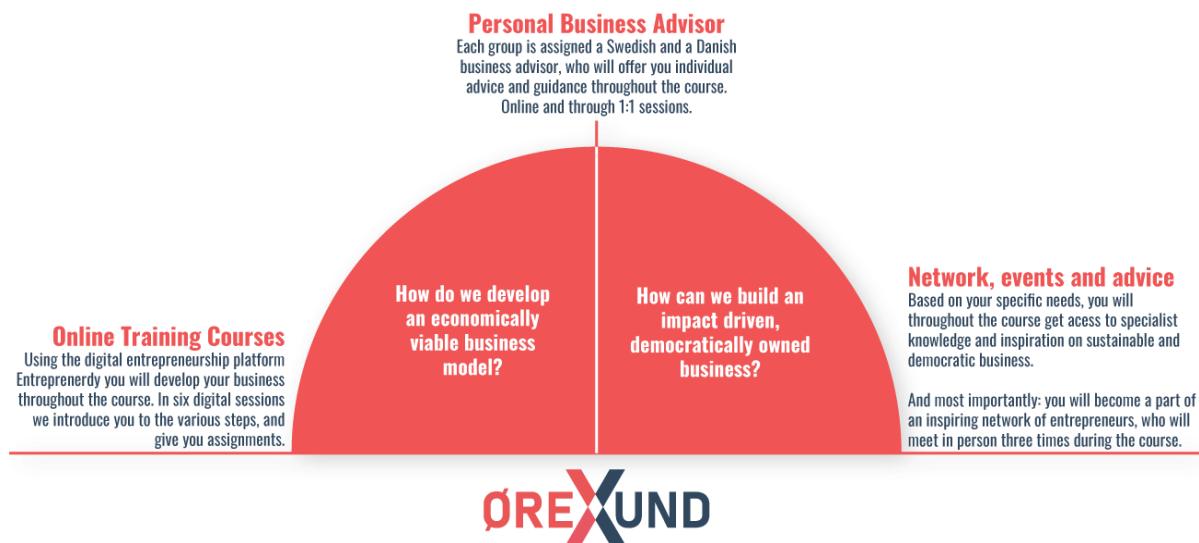 Personal Business Advisor
Each group is assigned a Swedish and a Danish
business advisor, who will offer you individual
advice and guidance throughout the course.
Online and through 1:1 sessions.
How do we develop
an economically
viable business
model?
How can we build an
impact driven,
democratically owned
business?
Online Training Courses
Using the digital entrepreneurship platform
Entreprenerdy you will develop your business
throughout the course. In six digital sessions
we introduce you to the various steps, and
give you assignments.
Network, events and advice
Based on your specific needs, you will
throughout the course get acess to specialist
knowledge and inspiration on sustainable and
democratic business.
And most importantly: you will become a part of
an inspiring network of entrepreneurs, who will
meet in person three times during the course.
ØREXUND